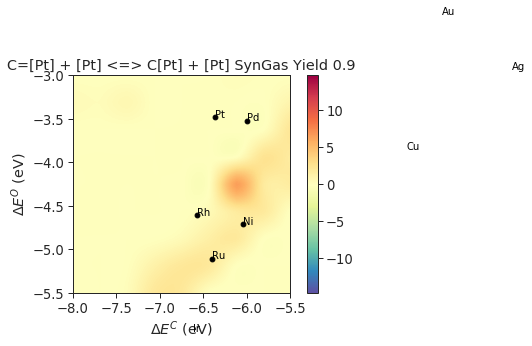 Au
C=[Pt] + [Pt] <=> C[Pt] + [Pt] SynGas Yield 0.9
Ag
−3.0
−3.5
−4.0
−4.5
−5.0
−5.5
ΔE^O (eV)
Pt
Pd
Cu
Rh
Ni
Ru
10
5
0
−5
−10
−8.0 −7.5 −7.0 −6.5 −6.0 −5.5
ΔE^C (eV)
Ir